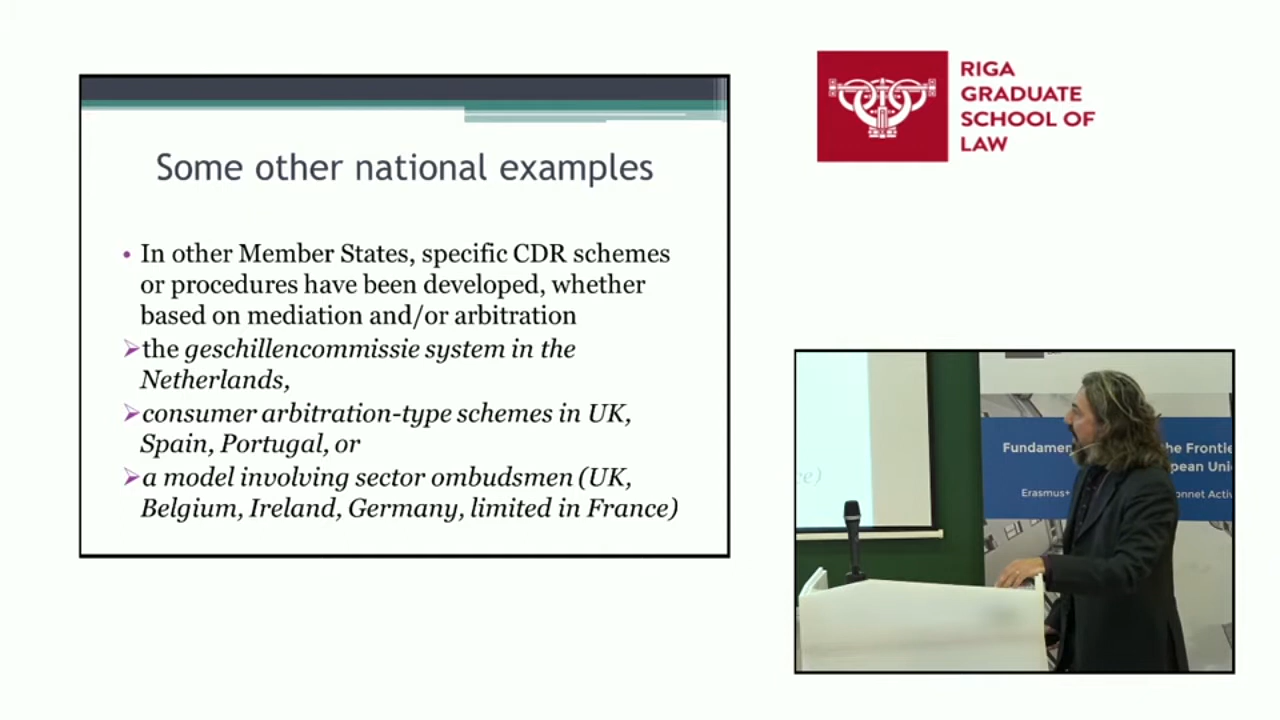 Some other national examples
• In other Member States, specific CDR schemes
or procedures have been developed, whether
based on mediation and/or arbitration
➢the geschillencommissie system in the
Netherlands,
➢consumer arbitration-type schemes in UK,
Spain, Portugal, or
➢a model involving sector ombudsmen (UK,
Belgium, Ireland, Germany, limited in France)
RIGA
GRADUATE
SCHOOL OF
LAW
ce)
Fundamen he Frontie
pean Uni
Erasmus+ onnet Activ